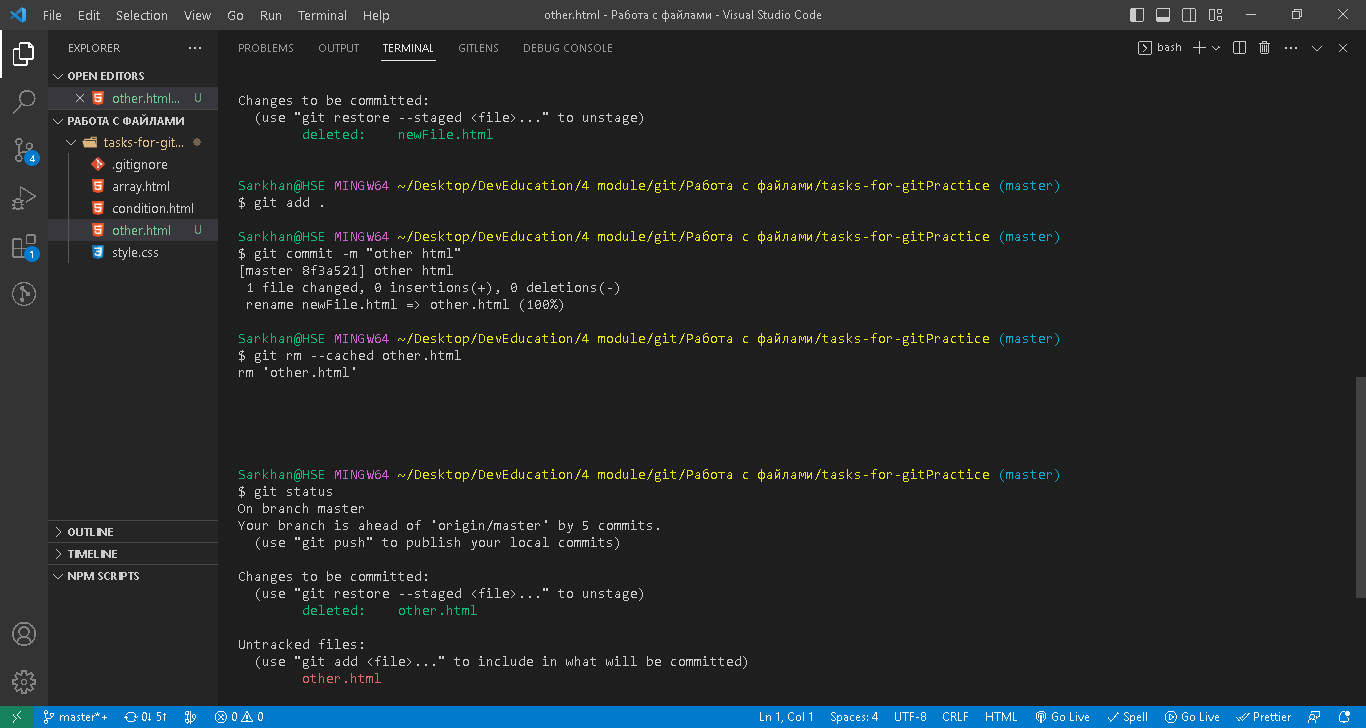 File Edit Selection View Go Run Terminal Help other.html - Работа с файлами - Visual Studio Code
EXPLORER ...
OPEN EDITORS
other.html... U
РАБОТА С ФАЙЛАМИ
tasks-for-git...
.gitignore
array.html
condition.html
other.html U
style.css
OUTLINE
TIMELINE
NPM SCRIPTS
4
1
PROBLEMS OUTPUT TERMINAL GITLENS DEBUG CONSOLE bash
Changes to be committed:
(use "git restore --staged <file>..." to unstage)
deleted: newFile.html
Sarkhan@HSE MINGW64 ~/Desktop/DevEducation/4 module/git/Работа с файлами/tasks-for-gitPractice (master)
$ git add .
Sarkhan@HSE MINGW64 ~/Desktop/DevEducation/4 module/git/Работа с файлами/tasks-for-gitPractice (master)
$ git commit -m "other html"
[master 8f3a521] other html
1 file changed, 0 insertions(+), 0 deletions(-)
rename newFile.html => other.html (100%)
Sarkhan@HSE MINGW64 ~/Desktop/DevEducation/4 module/git/Работа с файлами/tasks-for-gitPractice (master)
$ git rm --cached other.html
rm 'other.html'
Sarkhan@HSE MINGW64 ~/Desktop/DevEducation/4 module/git/Работа с файлами/tasks-for-gitPractice (master)
$ git status
On branch master
Your branch is ahead of 'origin/master' by 5 commits.
(use "git push" to publish your local commits)
Changes to be committed:
(use "git restore --staged <file>..." to unstage)
deleted: other.html
Untracked files:
(use "git add <file>..." to include in what will be committed)
other.html
master*+ 0↓ 5↑ 0 0 Ln 1, Col 1 Spaces: 4 UTF-8 CRLF HTML Go Live Spell Go Live Prettier